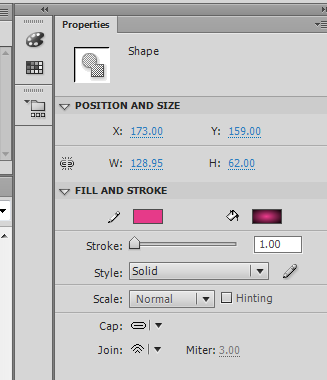 Properties
Shape
POSITION AND SIZE
X: 173.00 Y: 159.00
W: 128.95 H: 62.00
FILL AND STROKE
Stroke: 1.00
Style: Solid
Scale: Normal Hinting
Cap:
Join: Miter: 3.00